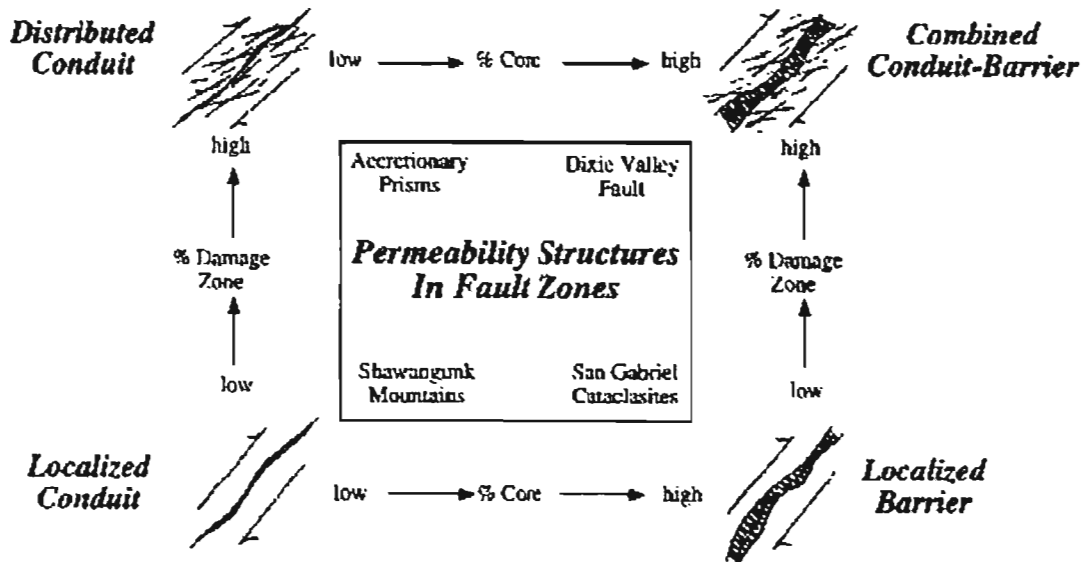 Distributed
Conduit
low % Core high
Combined
Conduit-Barrier
high
high
Accretionary
Prisms
Dixie Valley
Fault
% Damage
Zone
Permeability Structures
In Fault Zones
% Damage
Zone
low
Shawangunk
Mountains
San Gabriel
Cataclasites
low
Localized
Conduit
low % Core high
Localized
Barrier